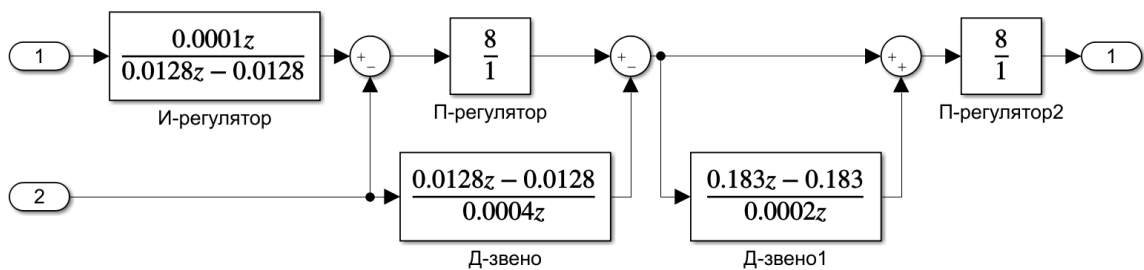 1
0.0001z
0.0128z − 0.0128
И-регулятор
+
−
8
1
П-регулятор
+
−
+
+
8
1
П-регулятор2
1
2
0.0128z − 0.0128
0.0004z
Д-звено
0.183z − 0.183
0.0002z
Д-звено1